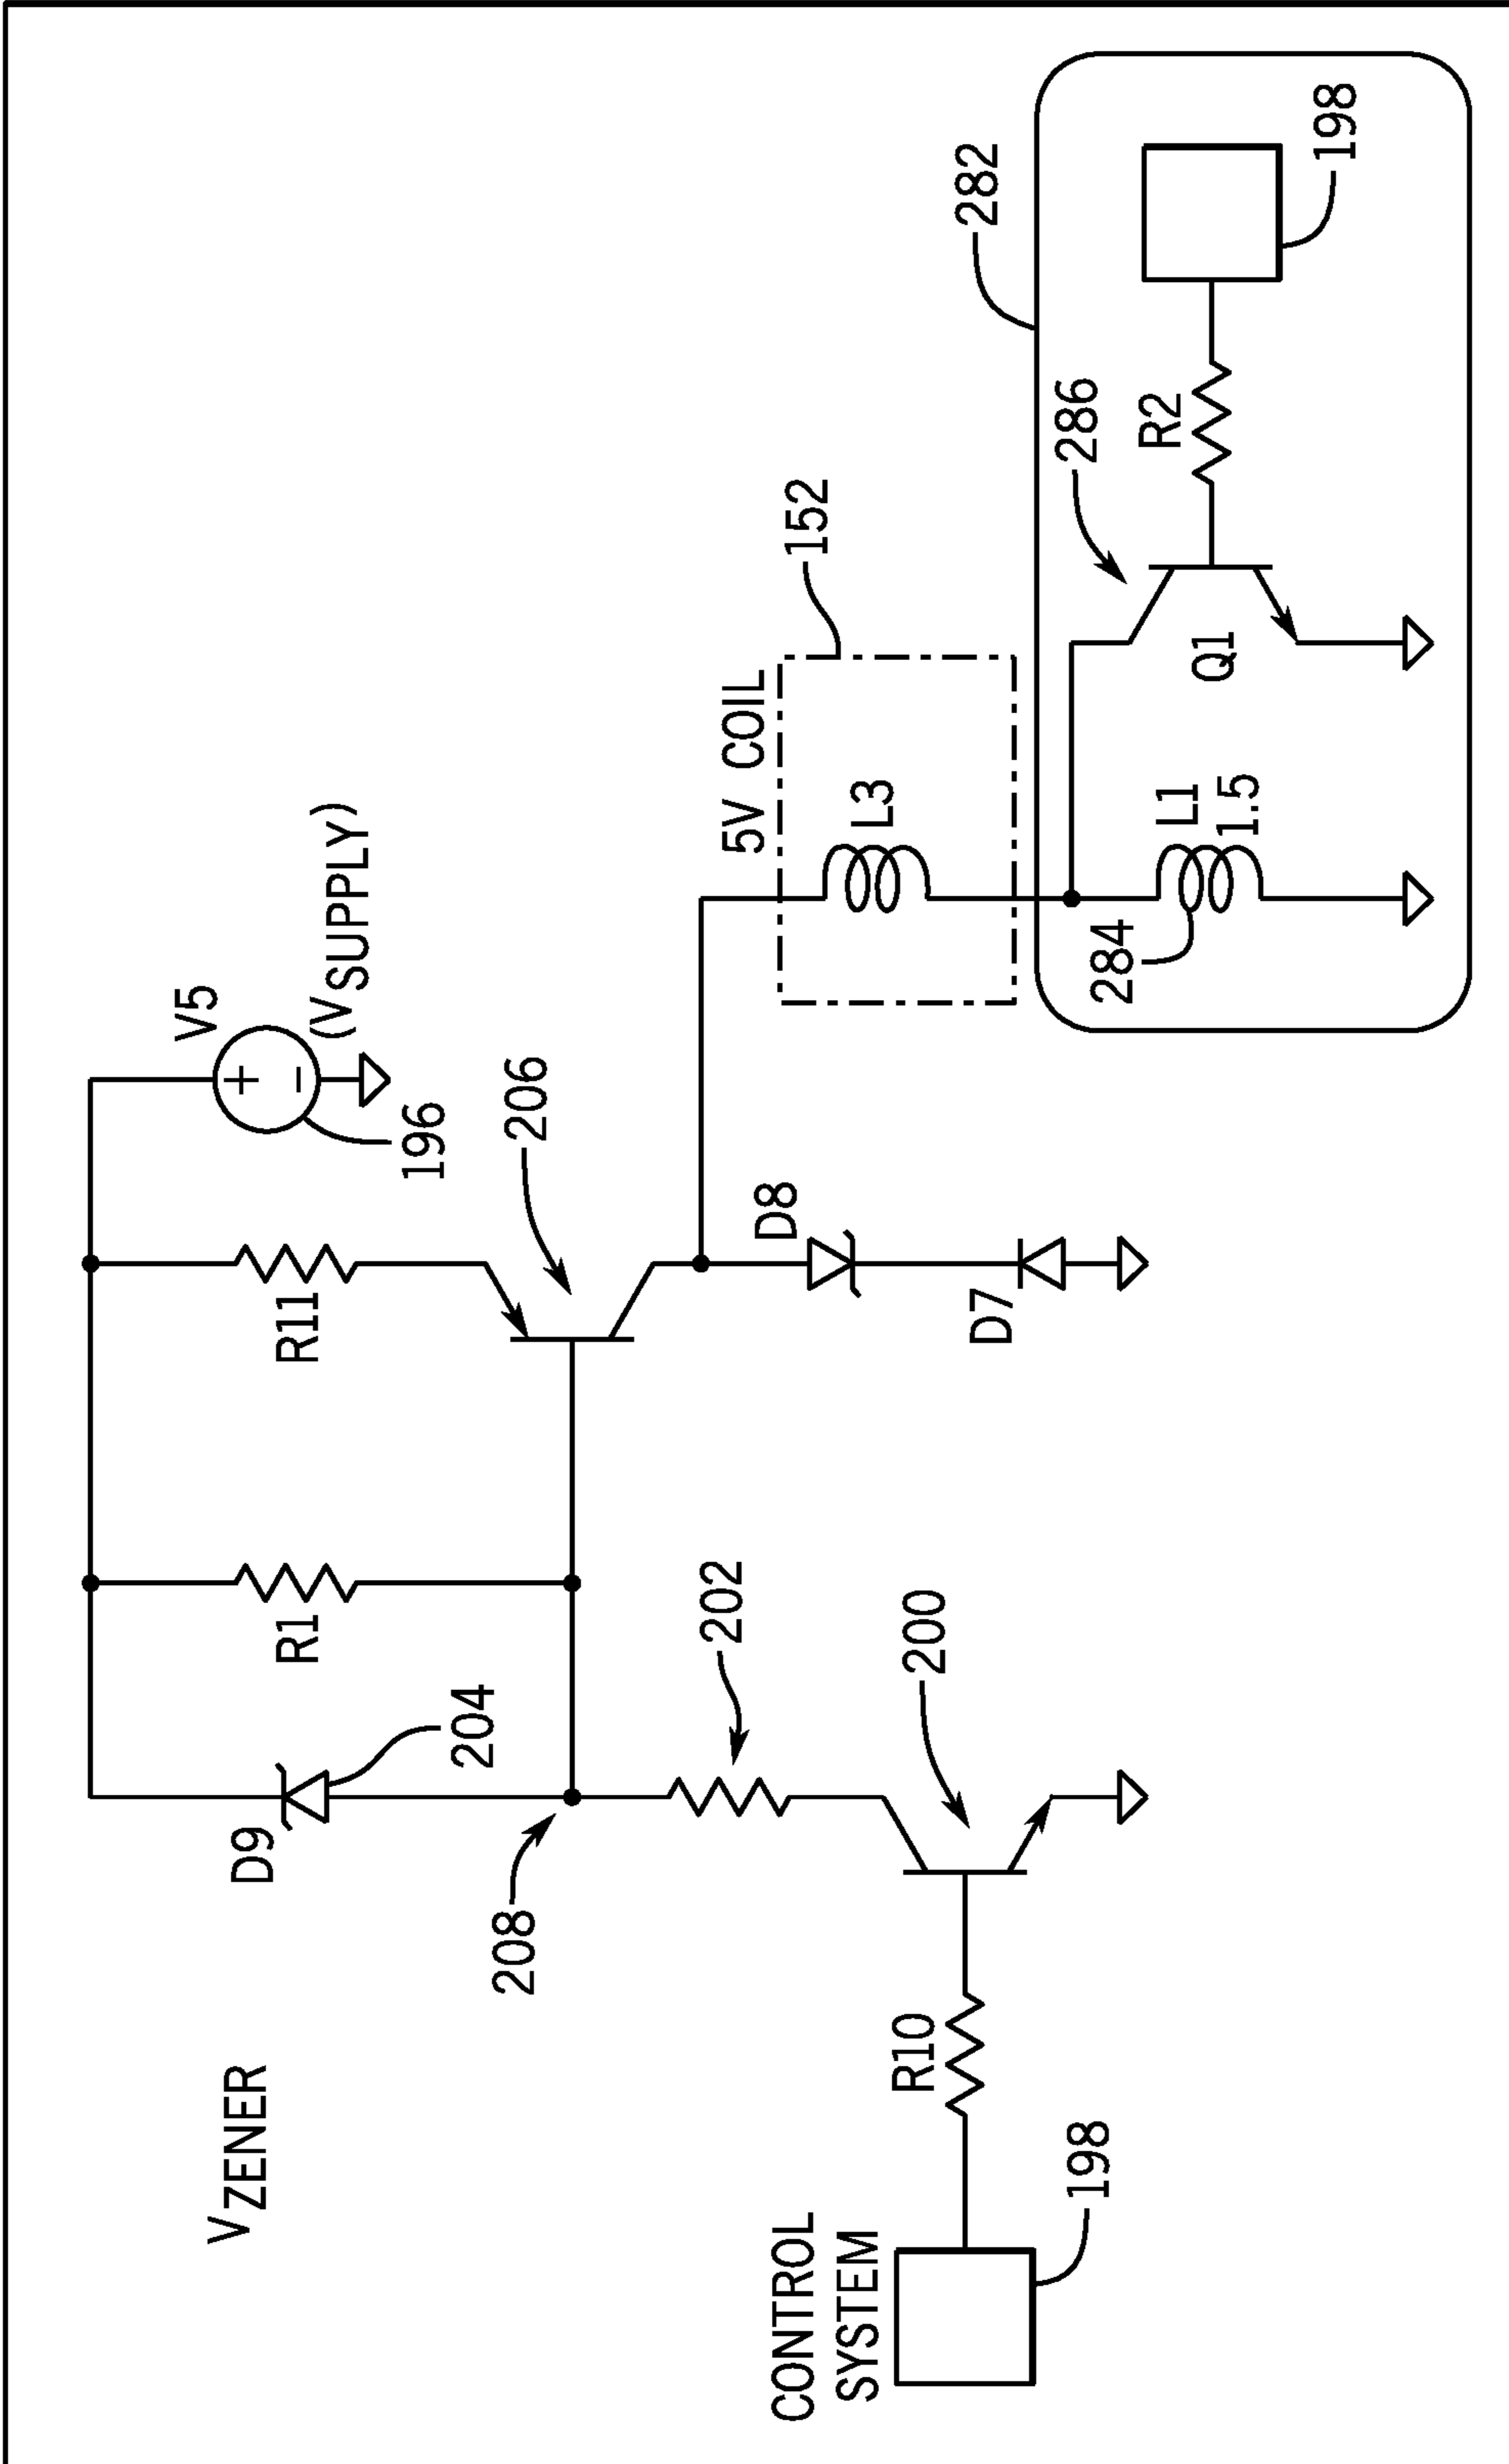 VZENER
D9
204
208
R1
R11
V5
(VSUPPLY)
196
206
202
200
R10
CONTROL
SYSTEM
198
D8
D7
5V COIL
152
L3
282
284
L1
1.5
286
Q1
R2
198